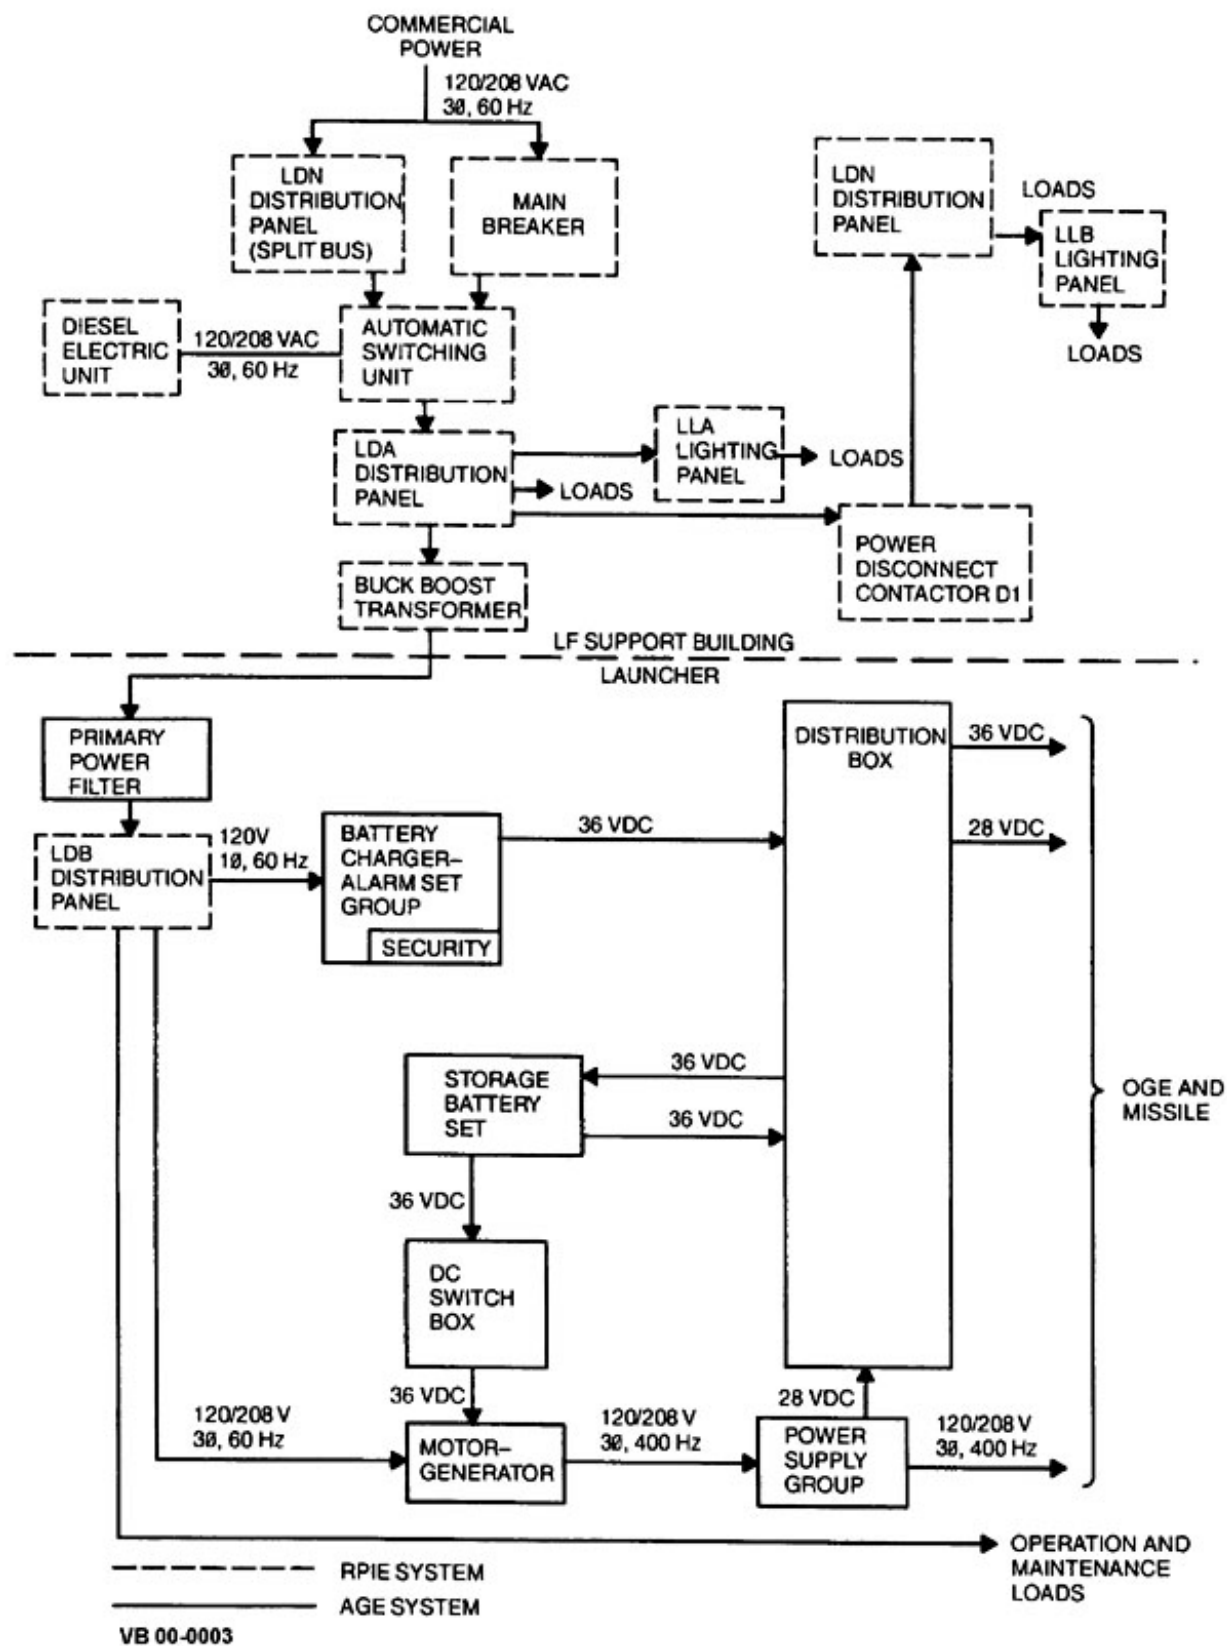 COMMERCIAL
POWER
120/208 VAC
3Ø, 60 Hz
LDN
DISTRIBUTION
PANEL
(SPLIT BUS)
MAIN
BREAKER
LDN
DISTRIBUTION
PANEL
LOADS
LLB
LIGHTING
PANEL
LOADS
DIESEL
ELECTRIC
UNIT
120/208 VAC
3Ø, 60 Hz
AUTOMATIC
SWITCHING
UNIT
LDA
DISTRIBUTION
PANEL
LLA
LIGHTING
PANEL
LOADS
LOADS
POWER
DISCONNECT
CONTACTOR D1
BUCK BOOST
TRANSFORMER
LF SUPPORT BUILDING
LAUNCHER
PRIMARY
POWER
FILTER
LDB
DISTRIBUTION
PANEL
120V
1Ø, 60 Hz
BATTERY
CHARGER–
ALARM SET
GROUP
SECURITY
36 VDC
DISTRIBUTION
BOX
36 VDC
28 VDC
STORAGE
BATTERY
SET
36 VDC
36 VDC
OGE AND
MISSILE
36 VDC
DC
SWITCH
BOX
36 VDC
28 VDC
120/208 V
3Ø, 60 Hz
MOTOR–
GENERATOR
120/208 V
3Ø, 400 Hz
POWER
SUPPLY
GROUP
120/208 V
3Ø, 400 Hz
OPERATION AND
MAINTENANCE
LOADS
RPIE SYSTEM
AGE SYSTEM
VB 00-0003